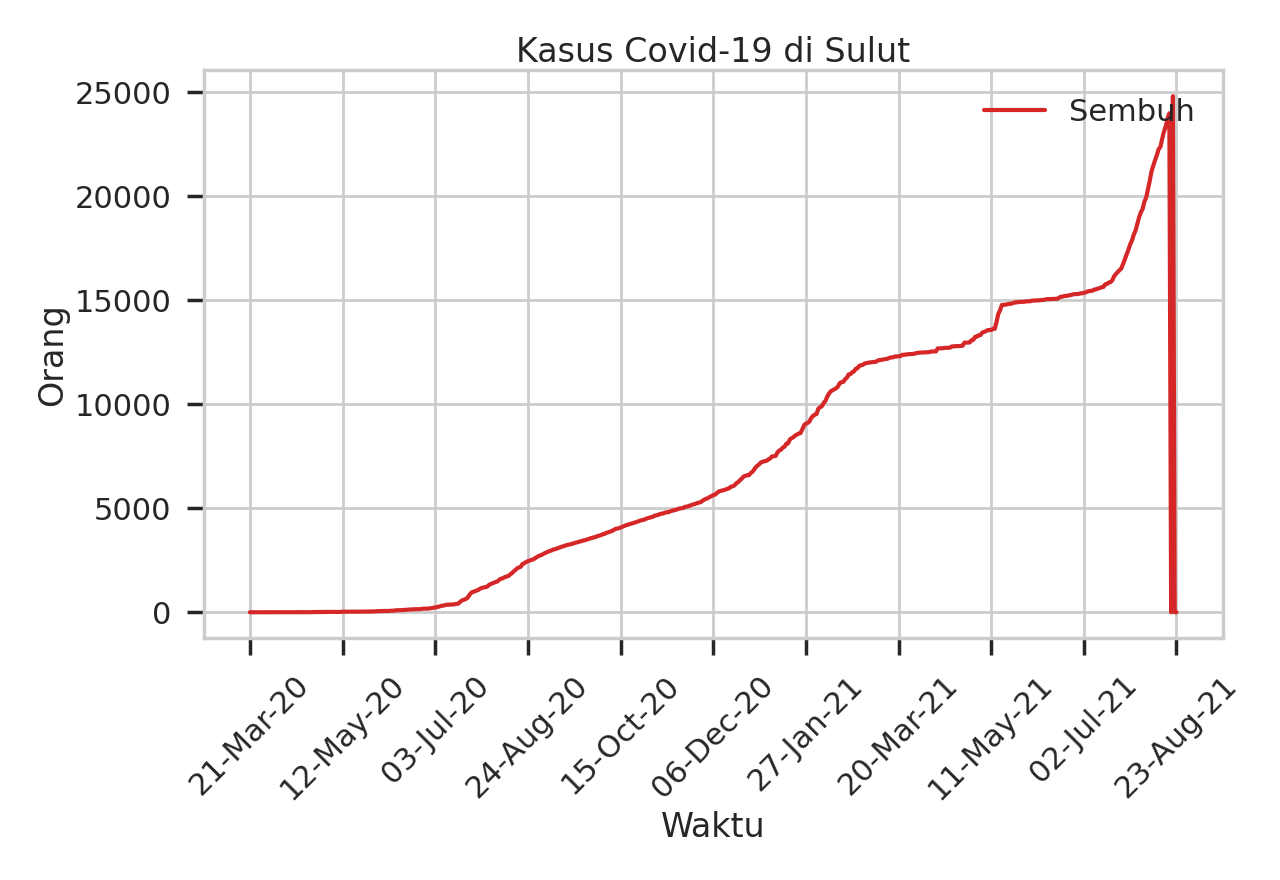 Kasus Covid-19 di Sulut
Sembuh
25000
20000
15000
10000
5000
0
Orang
21-Mar-20
12-May-20
03-Jul-20
24-Aug-20
15-Oct-20
06-Dec-20
27-Jan-21
20-Mar-21
11-May-21
02-Jul-21
23-Aug-21
Waktu